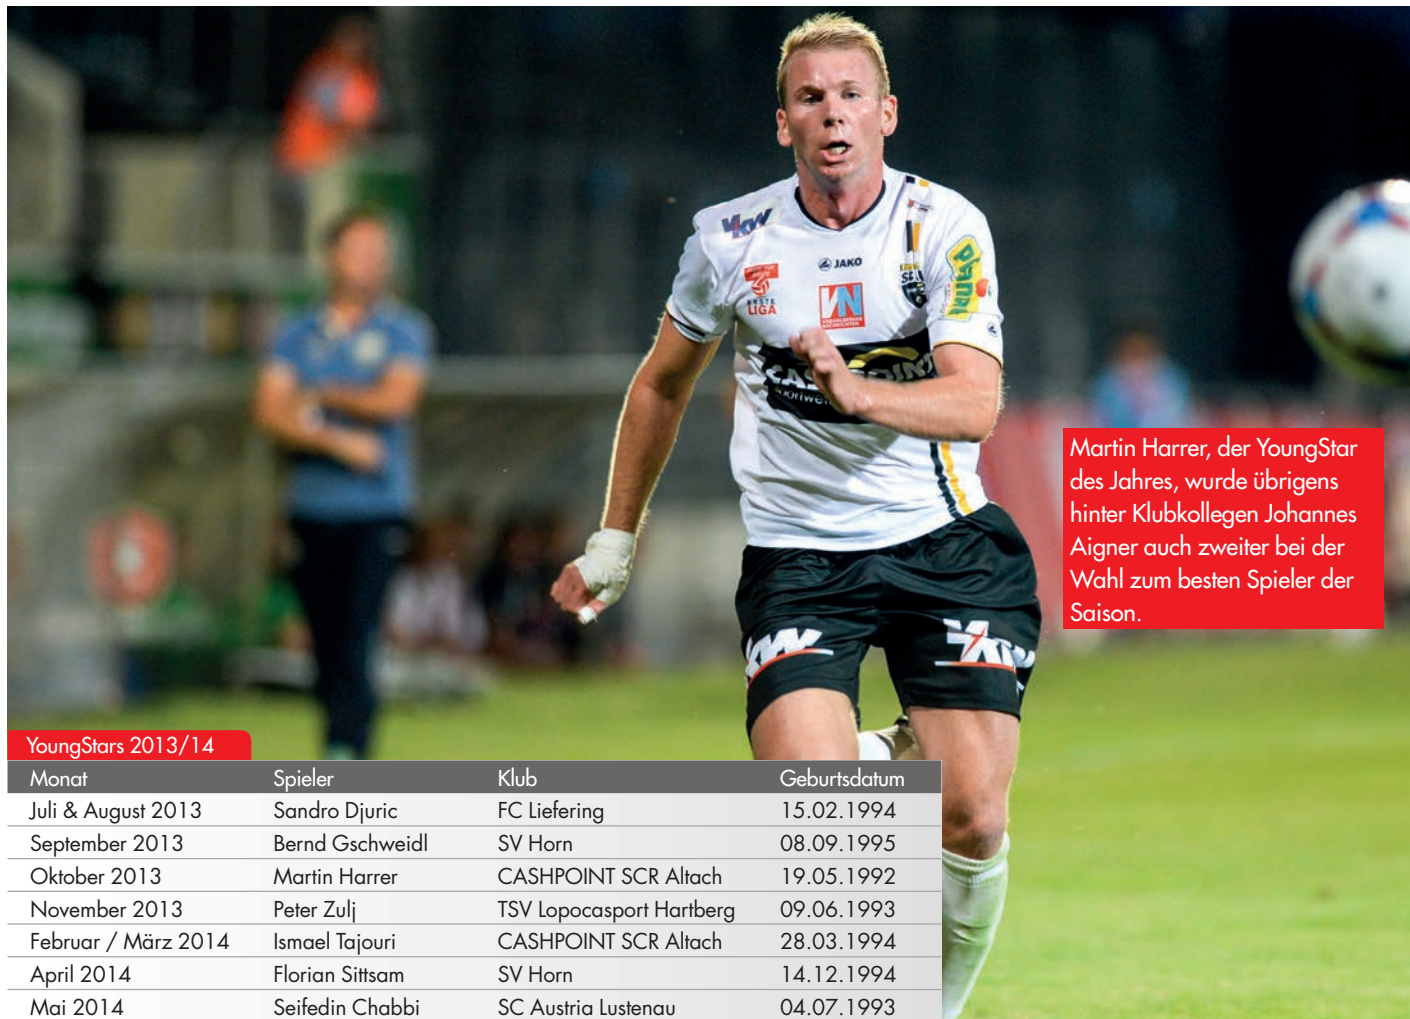 VKW
JAKO
ERSTE
LIGA
VN
VORARLBERGER
NACHRICHTEN
Martin Harrer, der YoungStar
des Jahres, wurde übrigens
hinter Klubkollegen Johannes
Aigner auch zweiter bei der
Wahl zum besten Spieler der
Saison.
YoungStars 2013/14
Monat Spieler Klub Geburtsdatum
Juli & August 2013 Sandro Djuric FC Liefering 15.02.1994
September 2013 Bernd Gschweidl SV Horn 08.09.1995
Oktober 2013 Martin Harrer CASHPOINT SCR Altach 19.05.1992
November 2013 Peter Zulj TSV Lopocasport Hartberg 09.06.1993
Februar / März 2014 Ismael Tajouri CASHPOINT SCR Altach 28.03.1994
April 2014 Florian Sittsam SV Horn 14.12.1994
Mai 2014 Seifedin Chabbi SC Austria Lustenau 04.07.1993